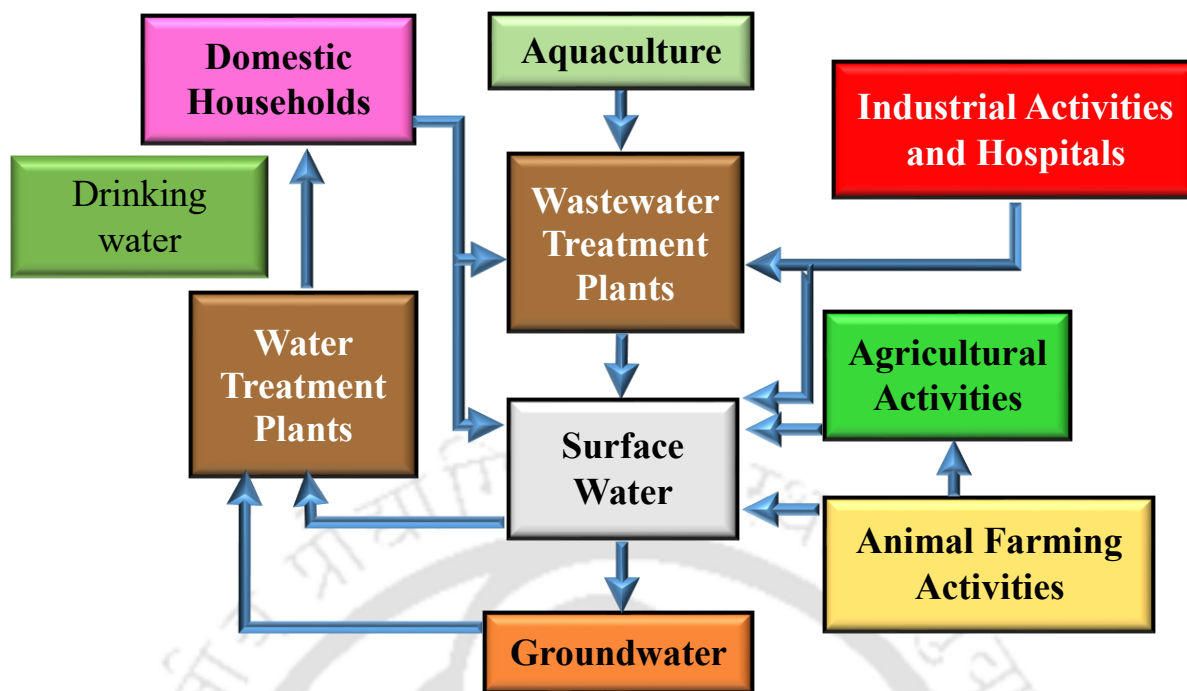 Domestic
Households
Aquaculture
Industrial Activities
and Hospitals
Drinking
water
Wastewater
Treatment
Plants
Water
Treatment
Plants
Agricultural
Activities
Surface
Water
Animal Farming
Activities
Groundwater